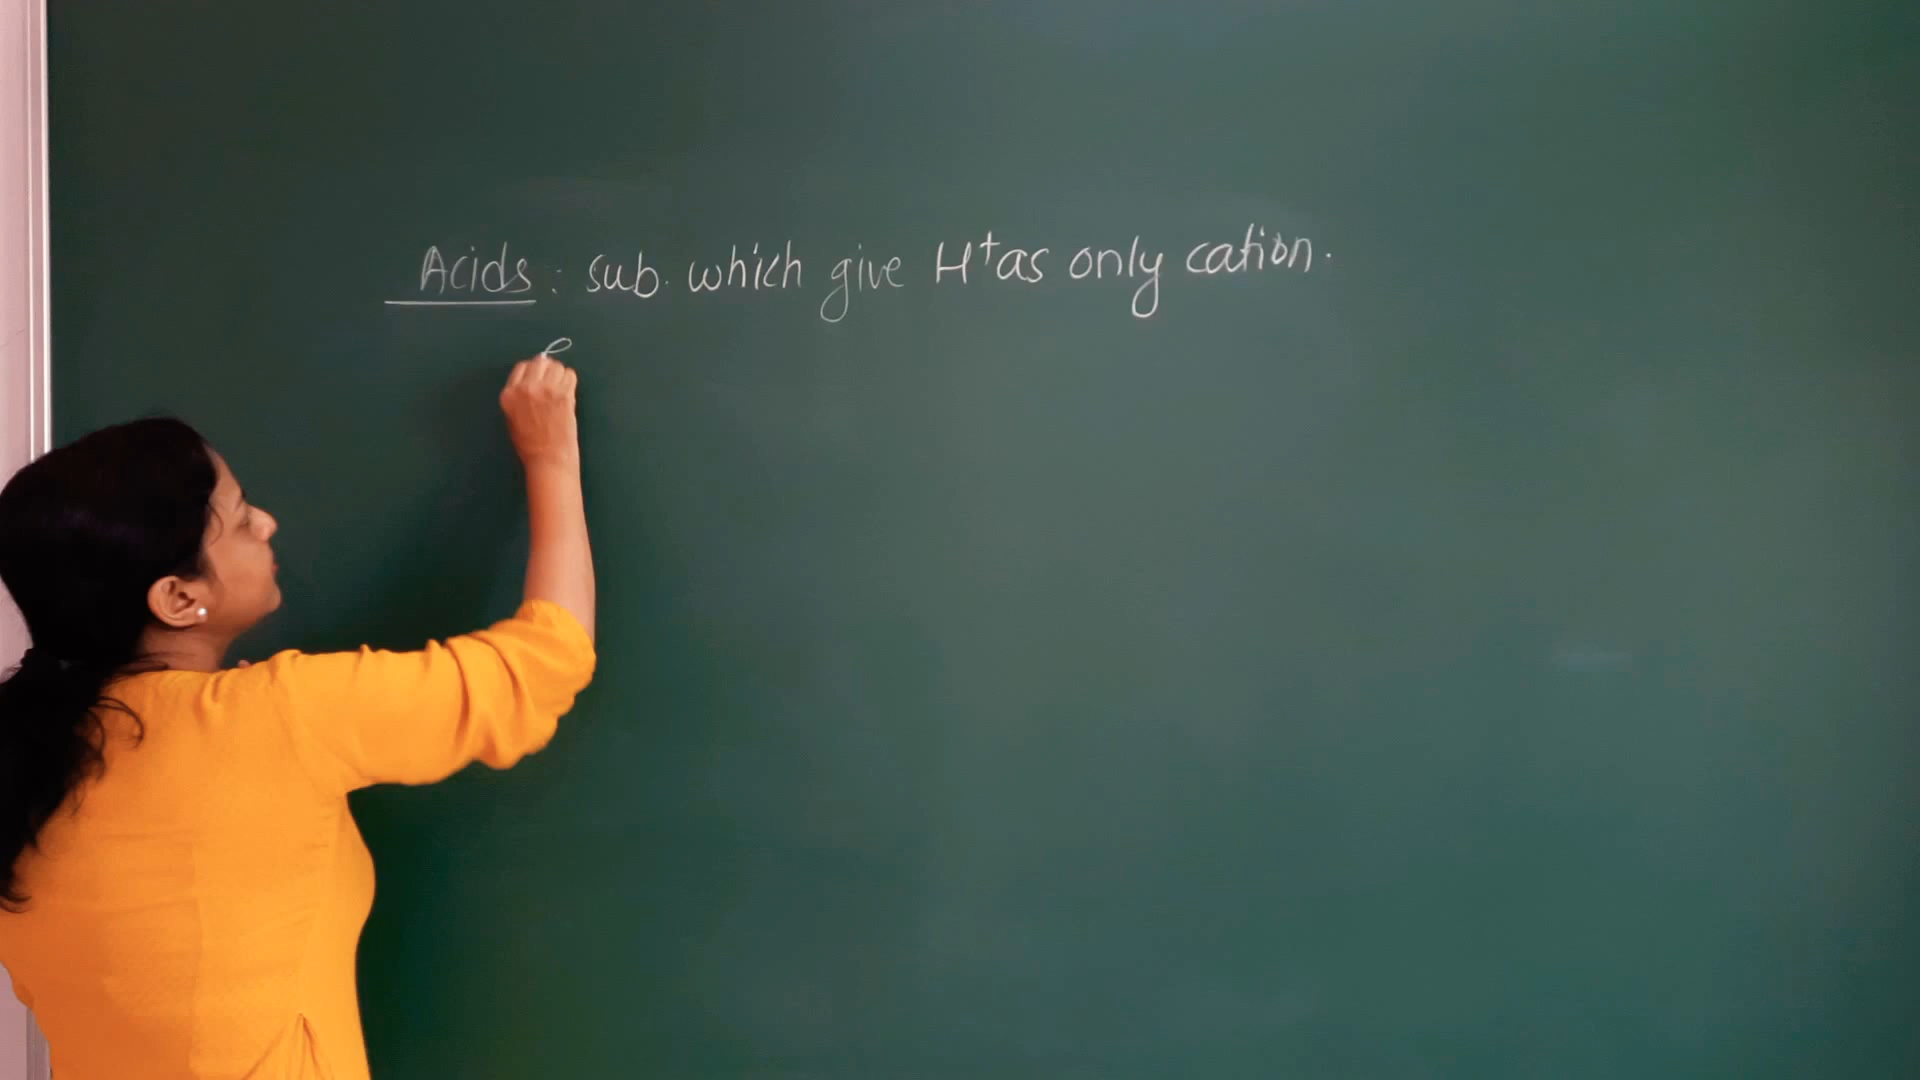 Acids : sub. which give H⁺ as only cation.
e